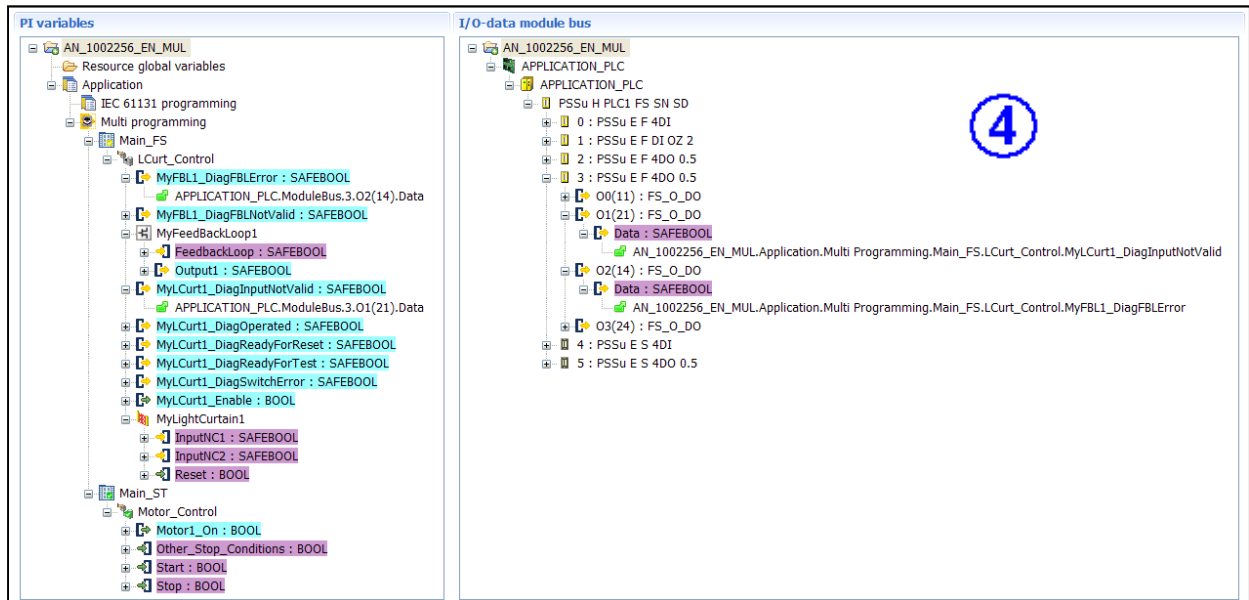 PI variables
AN_1002256_EN_MUL
Resource global variables
Application
IEC 61131 programming
Multi programming
Main_FS
LCurt_Control
MyFBL1_DiagFBLError : SAFEBOOL
APPLICATION_PLC.ModuleBus.3.O2(14).Data
MyFBL1_DiagFBLNotValid : SAFEBOOL
MyFeedBackLoop1
FeedbackLoop : SAFEBOOL
Output1 : SAFEBOOL
MyLCurt1_DiagInputNotValid : SAFEBOOL
APPLICATION_PLC.ModuleBus.3.O1(21).Data
MyLCurt1_DiagOperated : SAFEBOOL
MyLCurt1_DiagReadyForReset : SAFEBOOL
MyLCurt1_DiagReadyForTest : SAFEBOOL
MyLCurt1_DiagSwitchError : SAFEBOOL
MyLCurt1_Enable : BOOL
MyLightCurtain1
InputNC1 : SAFEBOOL
InputNC2 : SAFEBOOL
Reset : BOOL
Main_ST
Motor_Control
Motor1_On : BOOL
Other_Stop_Conditions : BOOL
Start : BOOL
Stop : BOOL
I/O-data module bus
AN_1002256_EN_MUL
APPLICATION_PLC
APPLICATION_PLC
PSSu H PLC1 FS SN SD
0 : PSSu E F 4DI
1 : PSSu E F DI OZ 2
2 : PSSu E F 4DO 0.5
3 : PSSu E F 4DO 0.5
O0(11) : FS_O_DO
O1(21) : FS_O_DO
Data : SAFEBOOL
AN_1002256_EN_MUL.Application.Multi Programming.Main_FS.LCurt_Control.MyLCurt1_DiagInputNotValid
O2(14) : FS_O_DO
Data : SAFEBOOL
AN_1002256_EN_MUL.Application.Multi Programming.Main_FS.LCurt_Control.MyFBL1_DiagFBLError
O3(24) : FS_O_DO
4 : PSSu E S 4DI
5 : PSSu E S 4DO 0.5
4